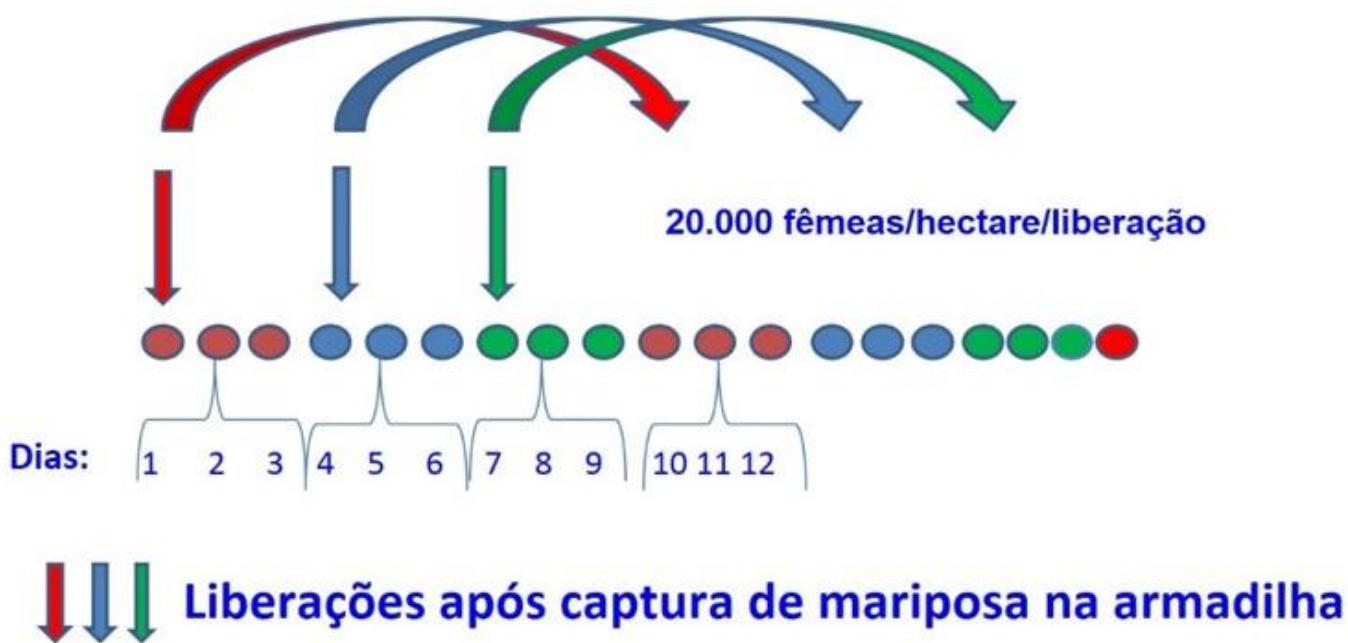 20.000 fêmeas/hectare/liberação
Dias: 1 2 3 4 5 6 7 8 9 10 11 12
Liberações após captura de mariposa na armadilha